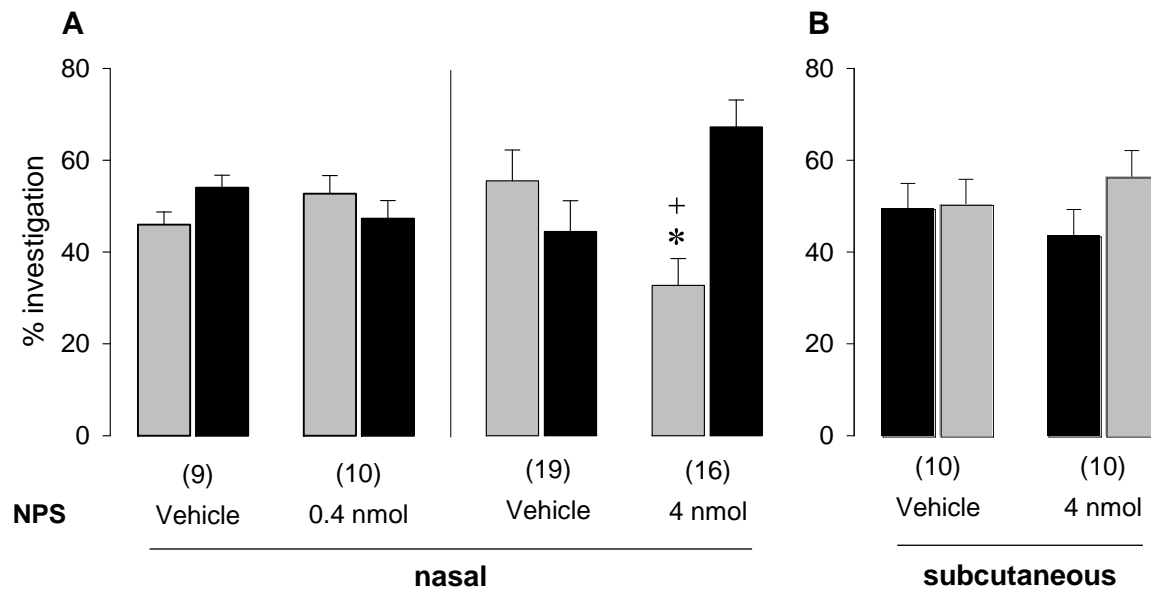 A
B
% investigation
80
60
40
20
0
+
*
80
60
40
20
0
(9) (10) (19) (16)
NPS Vehicle 0.4 nmol Vehicle 4 nmol
nasal
(10) (10)
Vehicle 4 nmol
subcutaneous